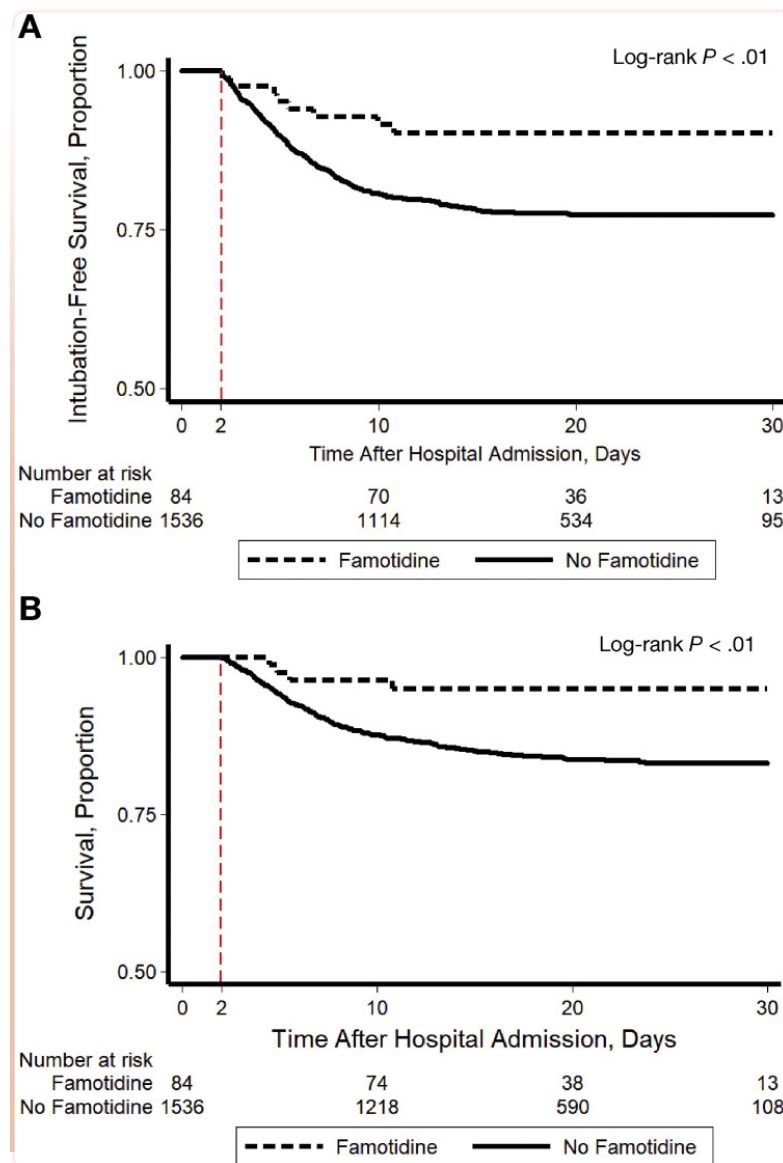 A
Log-rank P < .01
Intubation-Free Survival, Proportion
1.00
0.75
0.50
0 2 10 20 30
Time After Hospital Admission, Days
Number at risk
Famotidine 84 70 36 13
No Famotidine 1536 1114 534 95
Famotidine No Famotidine
B
Log-rank P < .01
Survival, Proportion
1.00
0.75
0.50
0 2 10 20 30
Time After Hospital Admission, Days
Number at risk
Famotidine 84 74 38 13
No Famotidine 1536 1218 590 108
Famotidine No Famotidine